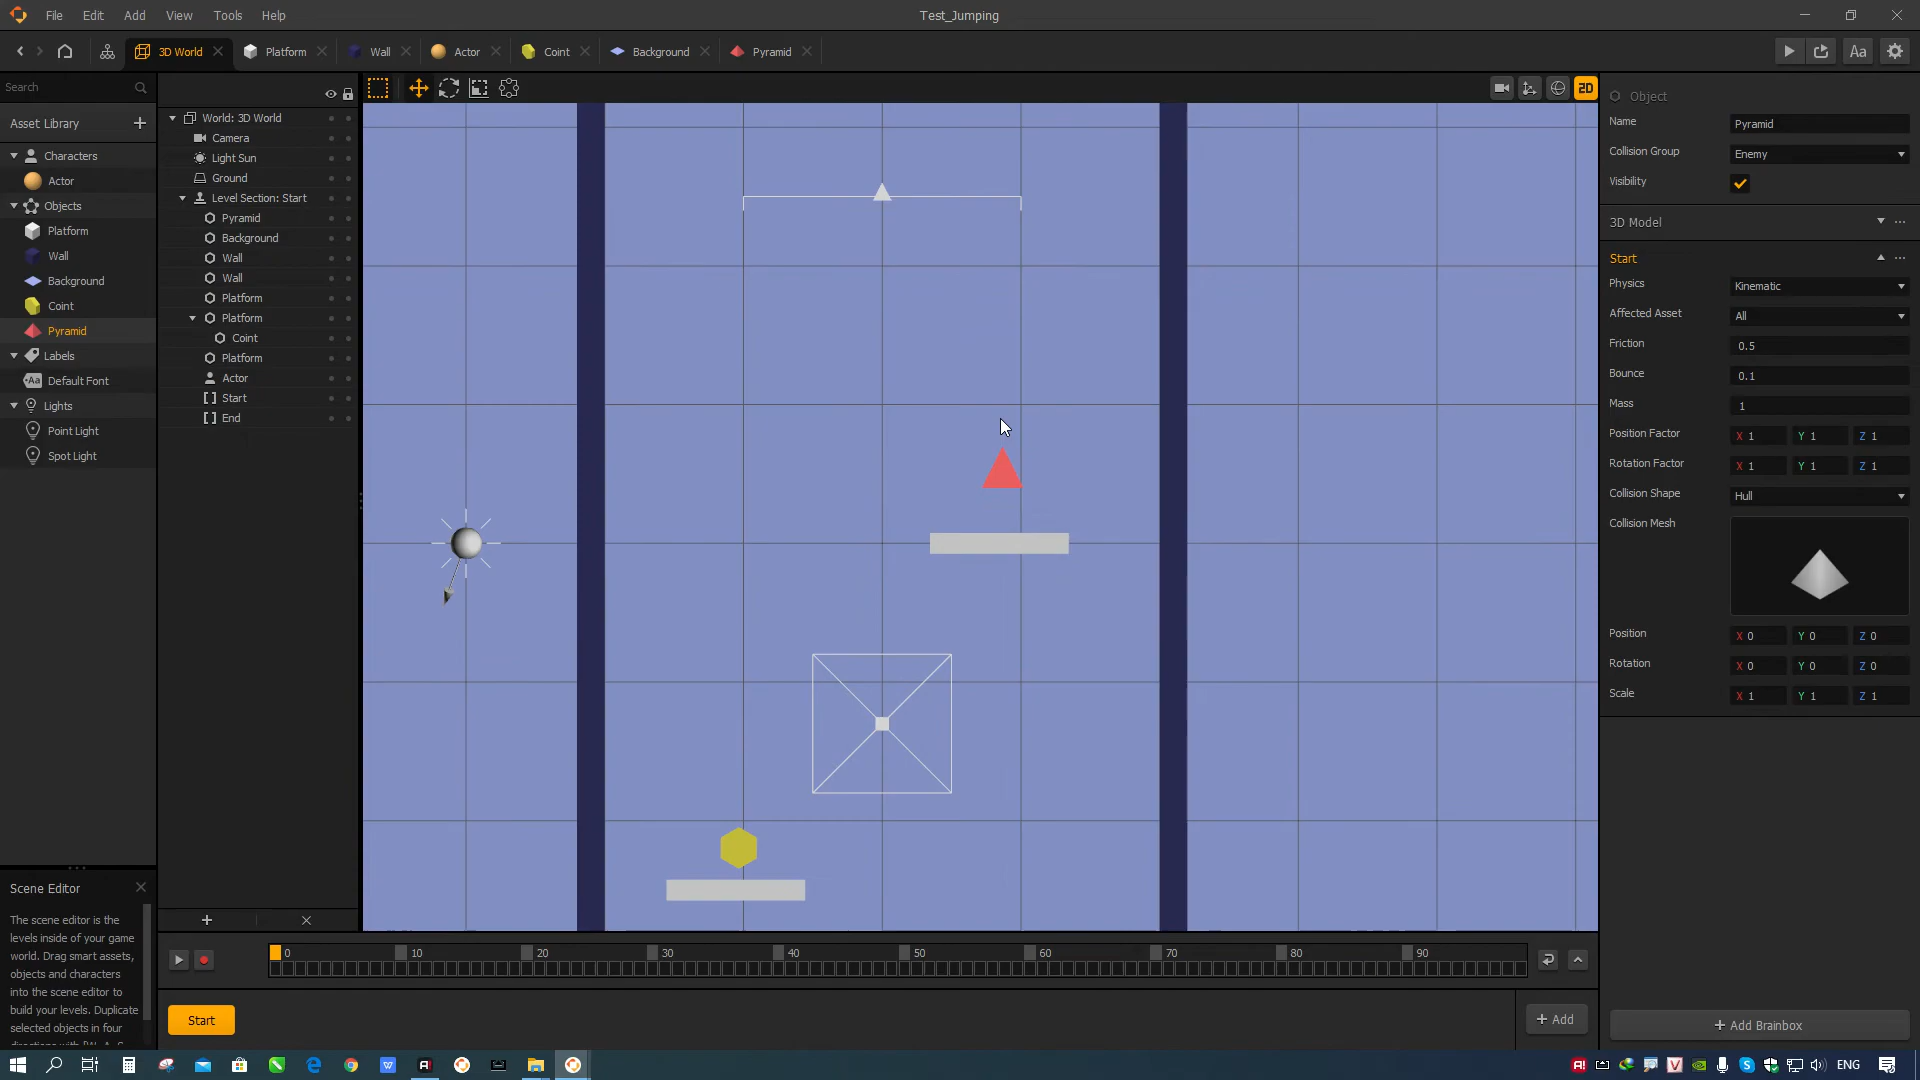 File Edit Add View Tools Help
Test_Jumping
3D World
Platform
Wall
Actor
Coint
Background
Pyramid
Aa
Search
Asset Library
Characters
Actor
Objects
Platform
Wall
Background
Coint
Pyramid
Labels
Aa Default Font
Lights
Point Light
Spot Light
World: 3D World
Camera
Light Sun
Ground
Level Section: Start
Pyramid
Background
Wall
Wall
Platform
Platform
Coint
Platform
Actor
Start
End
2D
Object
Name Pyramid
Collision Group Enemy
Visibility
3D Model
Start
Physics Kinematic
Affected Asset All
Friction 0.5
Bounce 0.1
Mass 1
Position Factor X 1 Y 1 Z 1
Rotation Factor X 1 Y 1 Z 1
Collision Shape Hull
Collision Mesh
Position X 0 Y 0 Z 0
Rotation X 0 Y 0 Z 0
Scale X 1 Y 1 Z 1
+ Add Brainbox
Scene Editor
The scene editor is the
levels inside of your game
world. Drag smart assets,
objects and characters
into the scene editor to
build your levels. Duplicate
selected objects in four
0 10 20 30 40 50 60 70 80 90
Start
+ Add
ENG